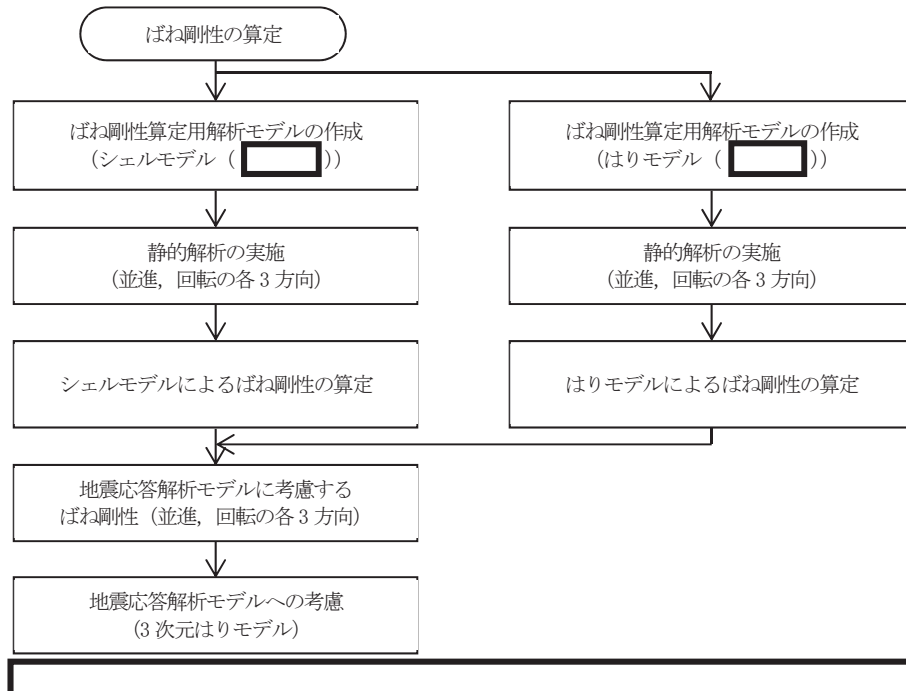 ばね剛性の算定
ばね剛性算定用解析モデルの作成
(シェルモデル( ))
ばね剛性算定用解析モデルの作成
(はりモデル( ))
静的解析の実施
(並進,回転の各3方向)
静的解析の実施
(並進,回転の各3方向)
シェルモデルによるばね剛性の算定
はりモデルによるばね剛性の算定
地震応答解析モデルに考慮する
ばね剛性(並進,回転の各3方向)
地震応答解析モデルへの考慮
(3次元はりモデル)